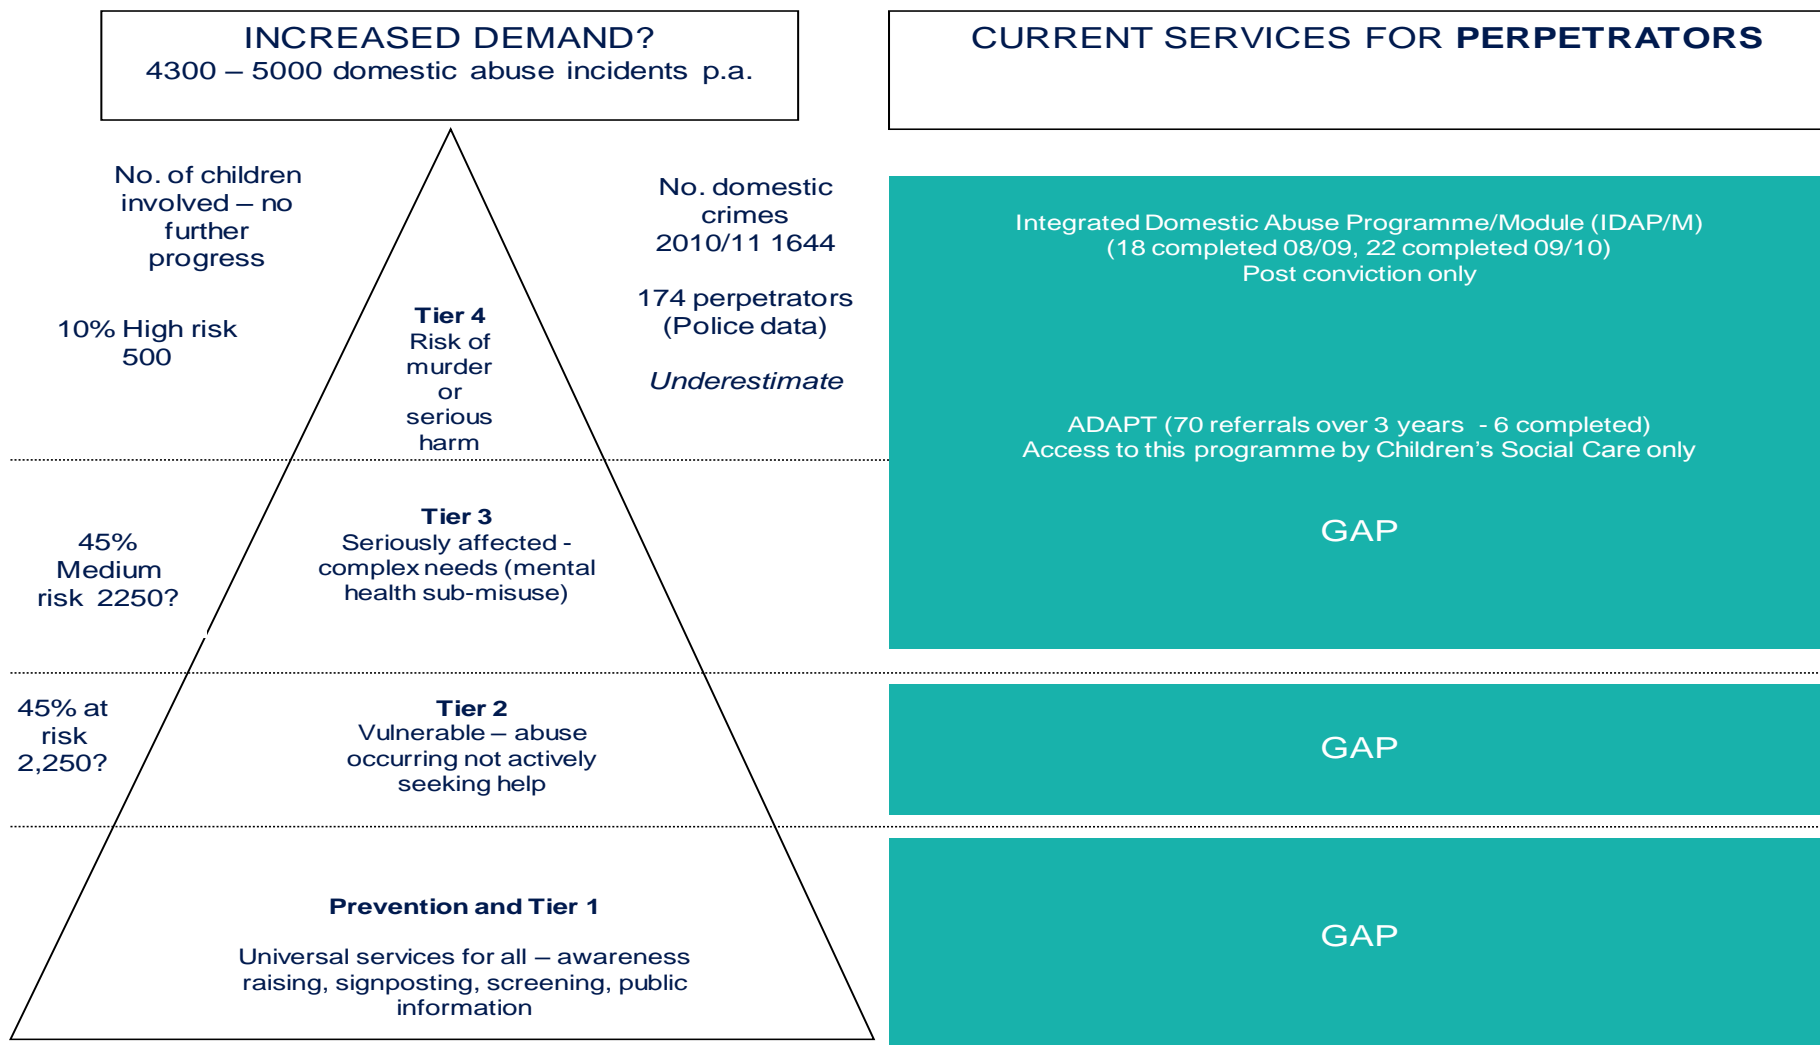 INCREASED DEMAND?
4300 – 5000 domestic abuse incidents p.a.
CURRENT SERVICES FOR PERPETRATORS
No. of children
involved – no
further
progress
10% High risk
500
Tier 4
Risk of
murder
or
serious
harm
No. domestic
crimes
2010/11 1644
174 perpetrators
(Police data)
Underestimate
Integrated Domestic Abuse Programme/Module (IDAP/M)
(18 completed 08/09, 22 completed 09/10)
Post conviction only
ADAPT (70 referrals over 3 years - 6 completed)
Access to this programme by Children’s Social Care only
45%
Medium
risk 2250?
Tier 3
Seriously affected -
complex needs (mental
health sub-misuse)
GAP
45% at
risk
2,250?
Tier 2
Vulnerable – abuse
occurring not actively
seeking help
GAP
Prevention and Tier 1
Universal services for all – awareness
raising, signposting, screening, public
information
GAP